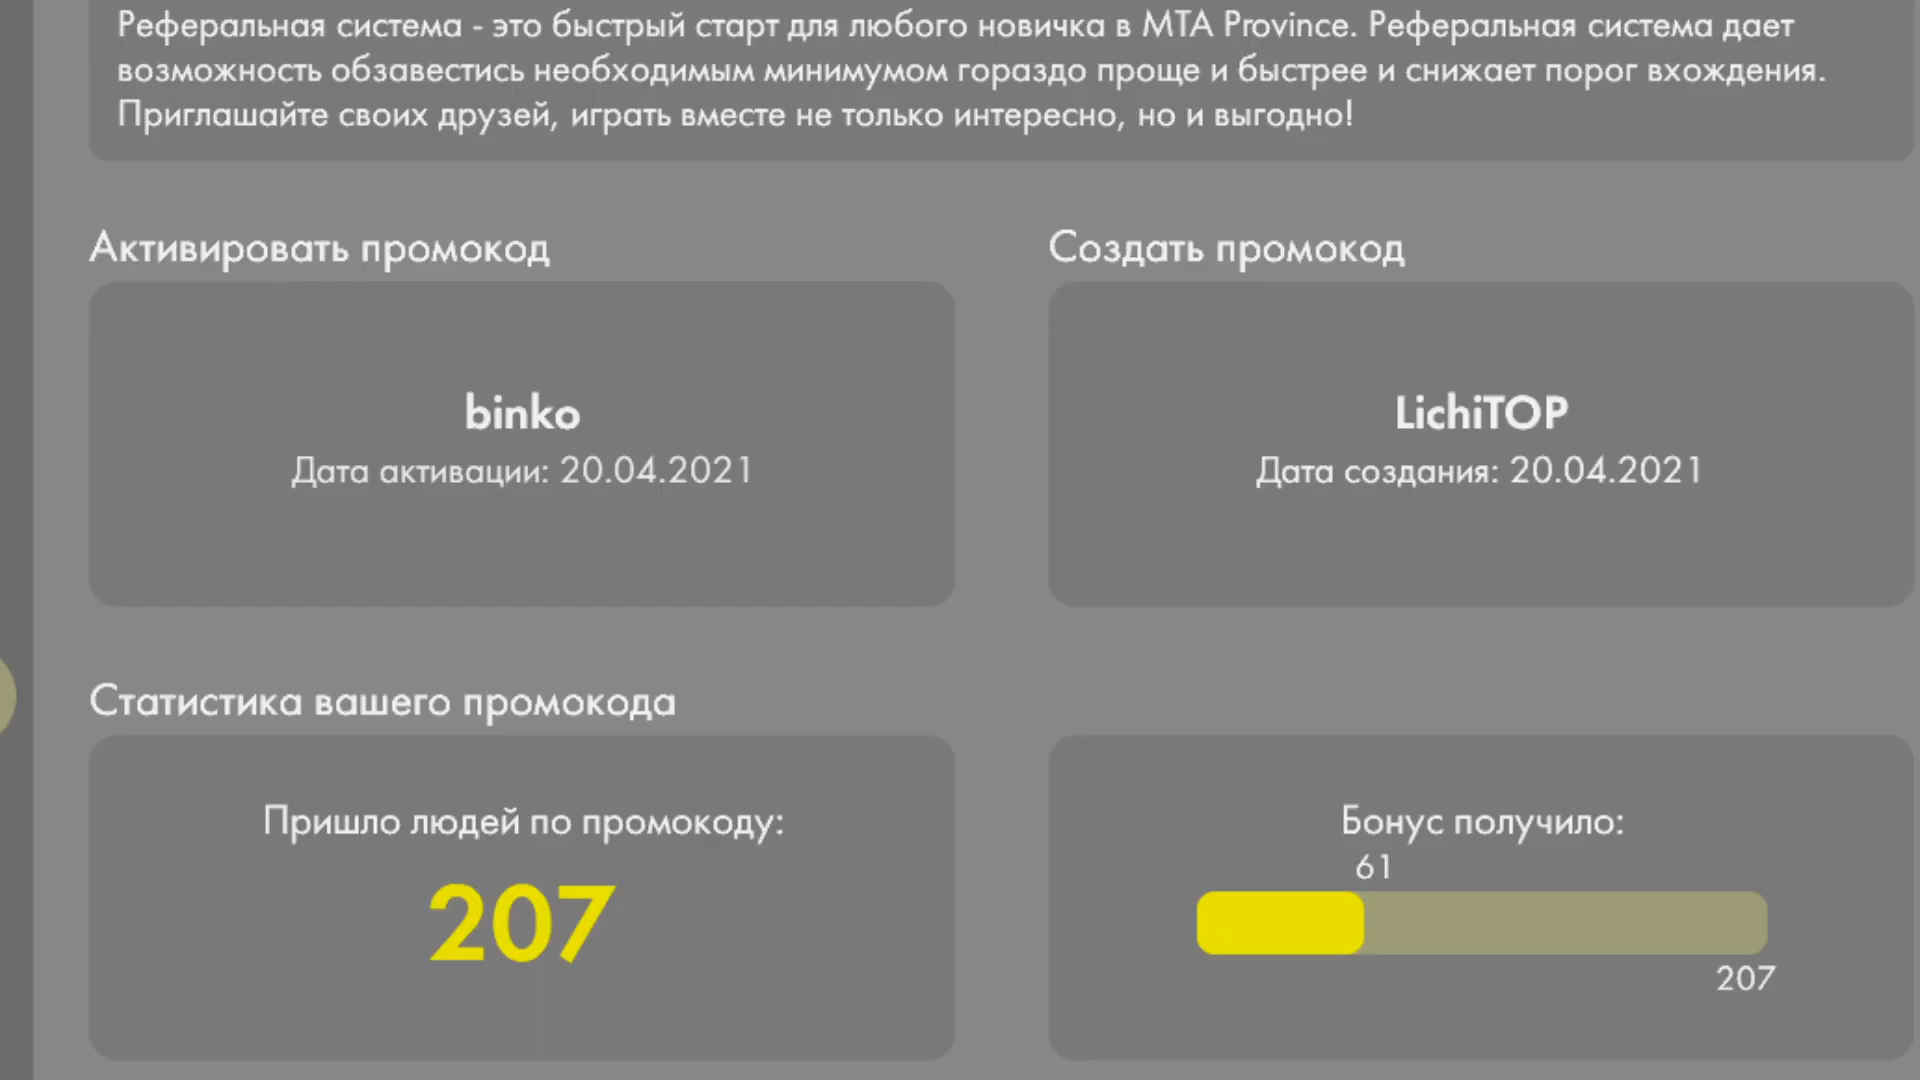 Реферальная система - это быстрый старт для любого новичка в MTA Province. Реферальная система дает
возможность обзавестись необходимым минимумом гораздо проще и быстрее и снижает порог вхождения.
Приглашайте своих друзей, играть вместе не только интересно, но и выгодно!
Активировать промокод
binko
Дата активации: 20.04.2021
Создать промокод
LichiTOP
Дата создания: 20.04.2021
Статистика вашего промокода
Пришло людей по промокоду:
207
Бонус получило:
61
207